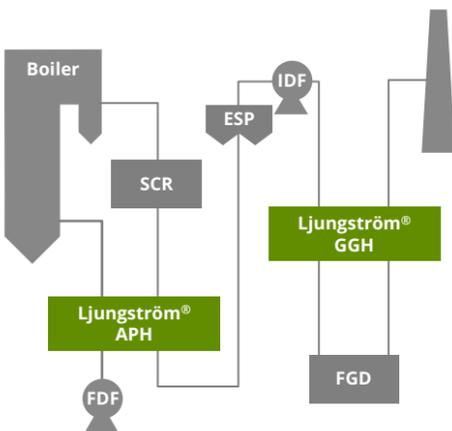 Boiler
IDF
ESP
SCR
Ljungström®
GGH
Ljungström®
APH
FGD
FDF